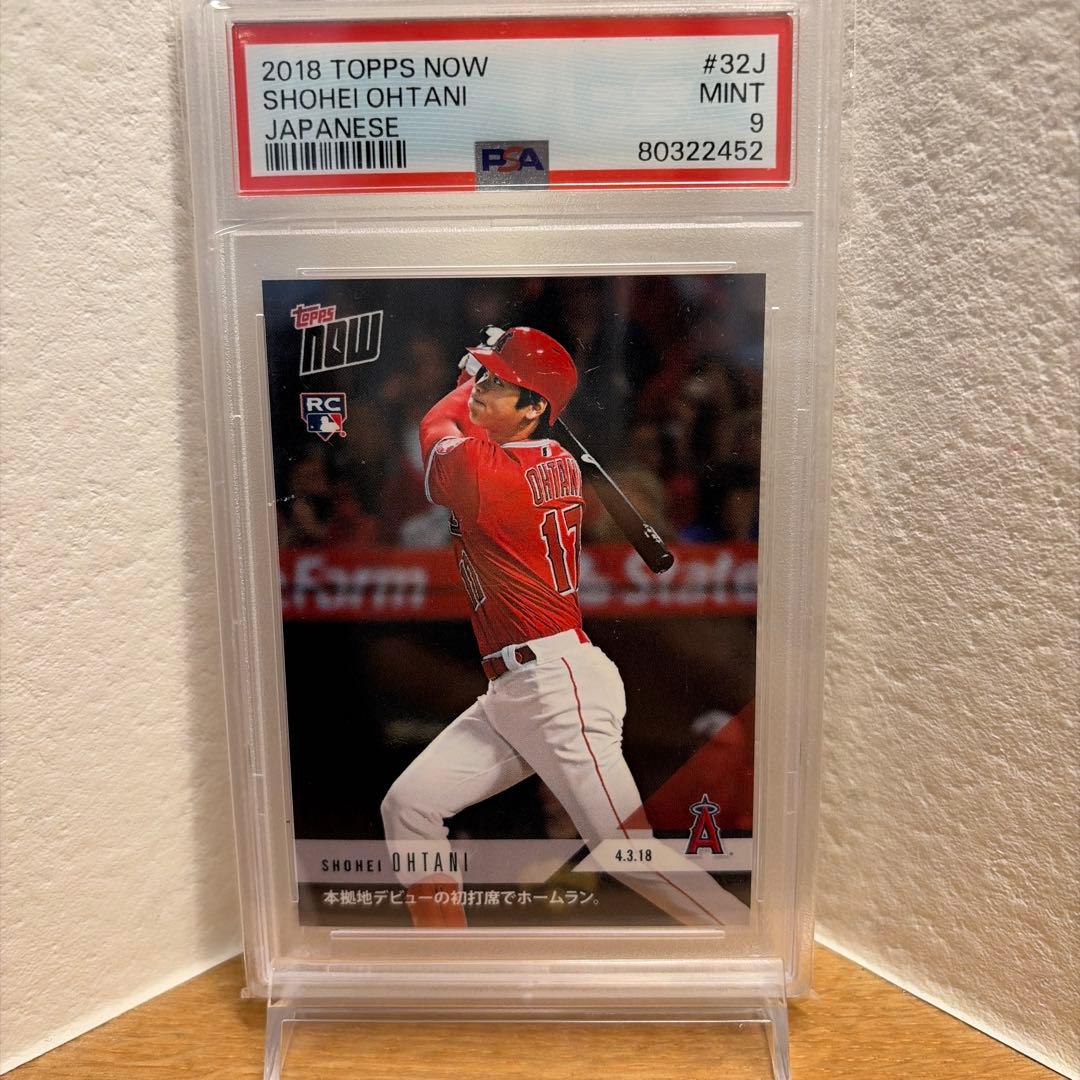 2018 TOPPS NOW #32J
SHOHEI OHTANI MINT
JAPANESE 9
PSA 80322452
topps
NOW
RC
A
OHTANI
17
Farm State
SHOHEI OHTANI 4.3.18
A
本拠地デビューの初打席でホームラン。